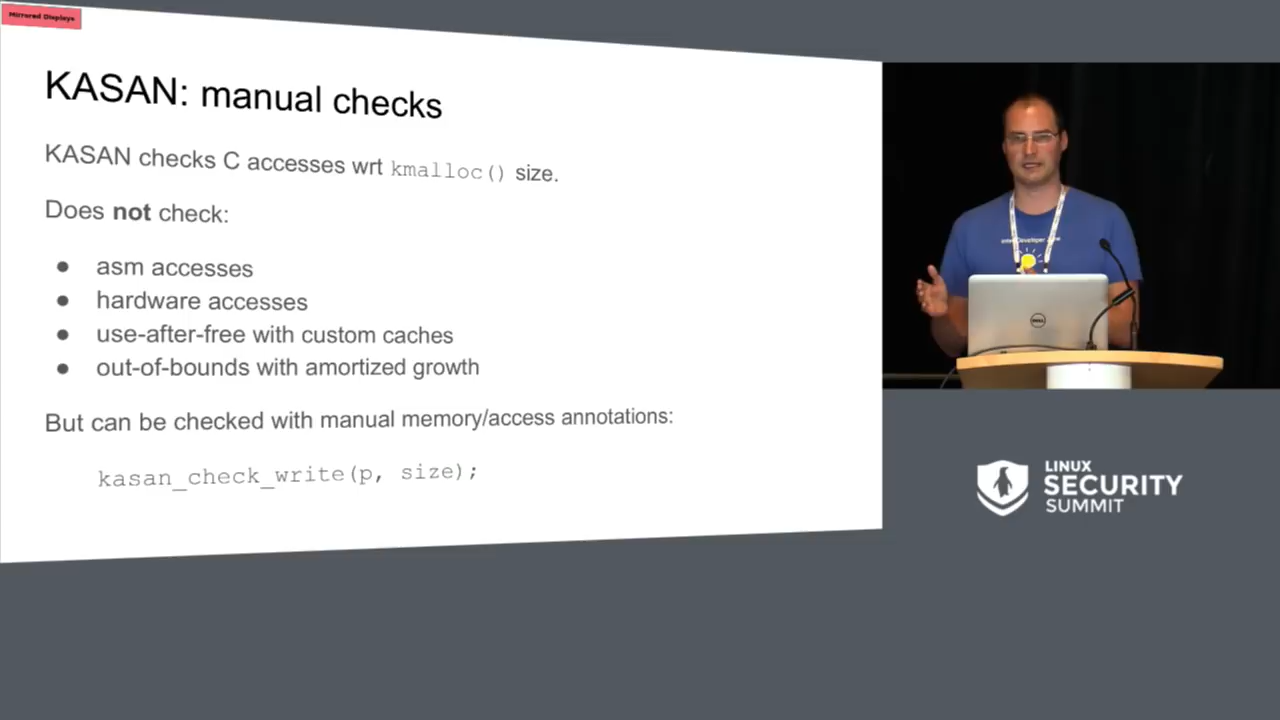 Mirrored Displays
KASAN: manual checks
KASAN checks C accesses wrt kmalloc() size.
Does not check:
● asm accesses
● hardware accesses
● use-after-free with custom caches
● out-of-bounds with amortized growth
But can be checked with manual memory/access annotations:
kasan_check_write(p, size);
DELL
LINUX
SECURITY
SUMMIT